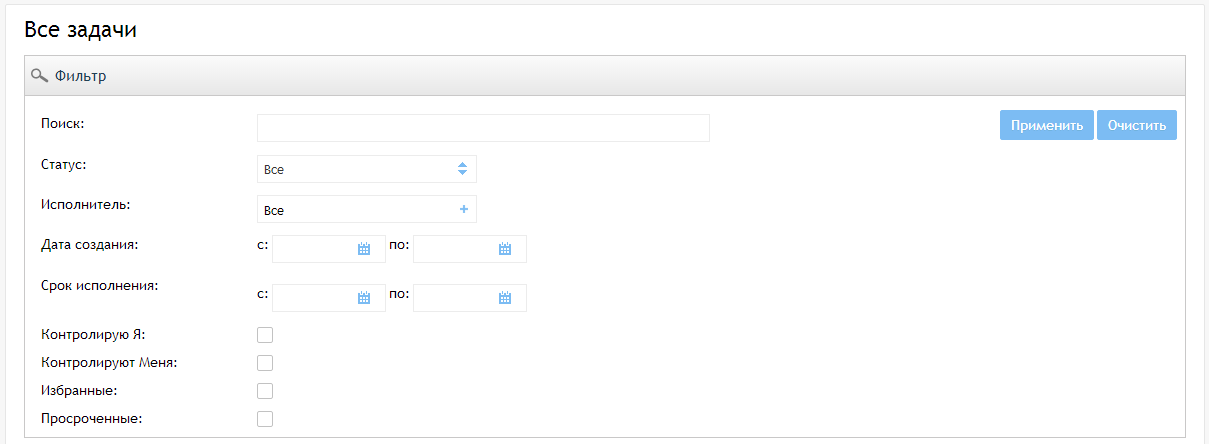 Все задачи
Фильтр
Поиск:
Применить Очистить
Статус: Все
Исполнитель: Все
Дата создания: с: по:
Срок исполнения: с: по:
Контролирую Я:
Контролируют Меня:
Избранные:
Просроченные: